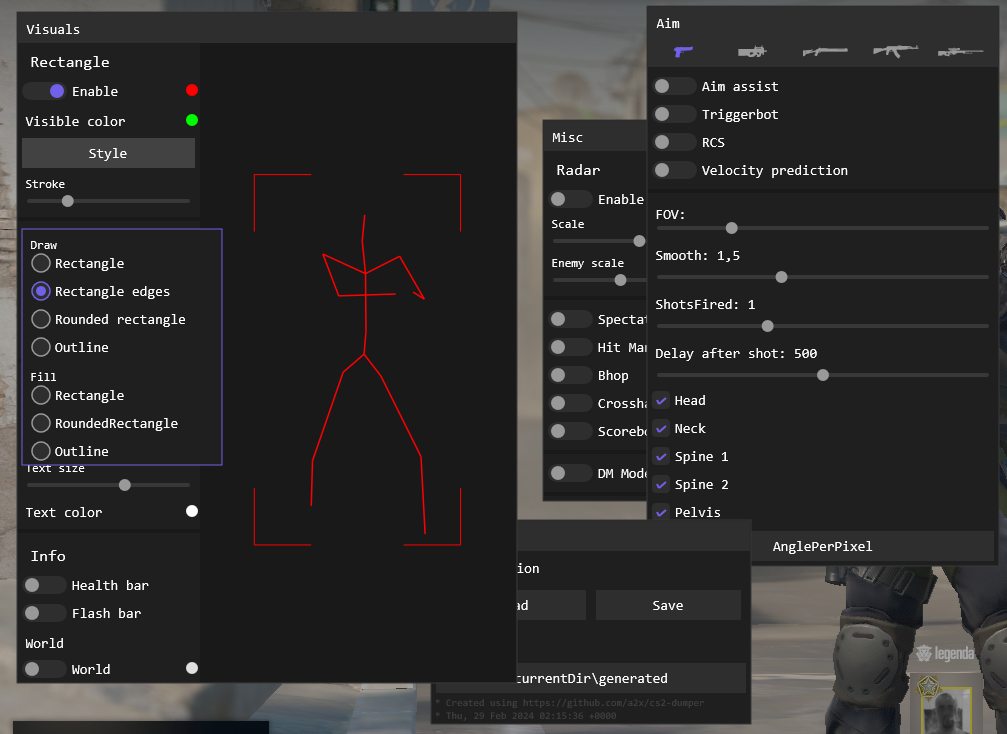 Visuals
Rectangle
Enable
Visible color
Style
Stroke
Draw
Rectangle
Rectangle edges
Rounded rectangle
Outline
Fill
Rectangle
RoundedRectangle
Outline
Text size
Text color
Info
Health bar
Flash bar
World
World
Misc
Radar
Enable
Scale
Enemy scale
Spectat
Hit Mar
Bhop
Crossha
Scorebo
DM Mode
Aim
Aim assist
Triggerbot
RCS
Velocity prediction
FOV:
Smooth: 1,5
ShotsFired: 1
Delay after shot: 500
Head
Neck
Spine 1
Spine 2
Pelvis
AnglePerPixel
ion
ad
Save
currentDir\generated
* Created using https://github.com/a2x/cs2-dumper
* Thu, 29 Feb 2024 02:15:36 +0000
legenda